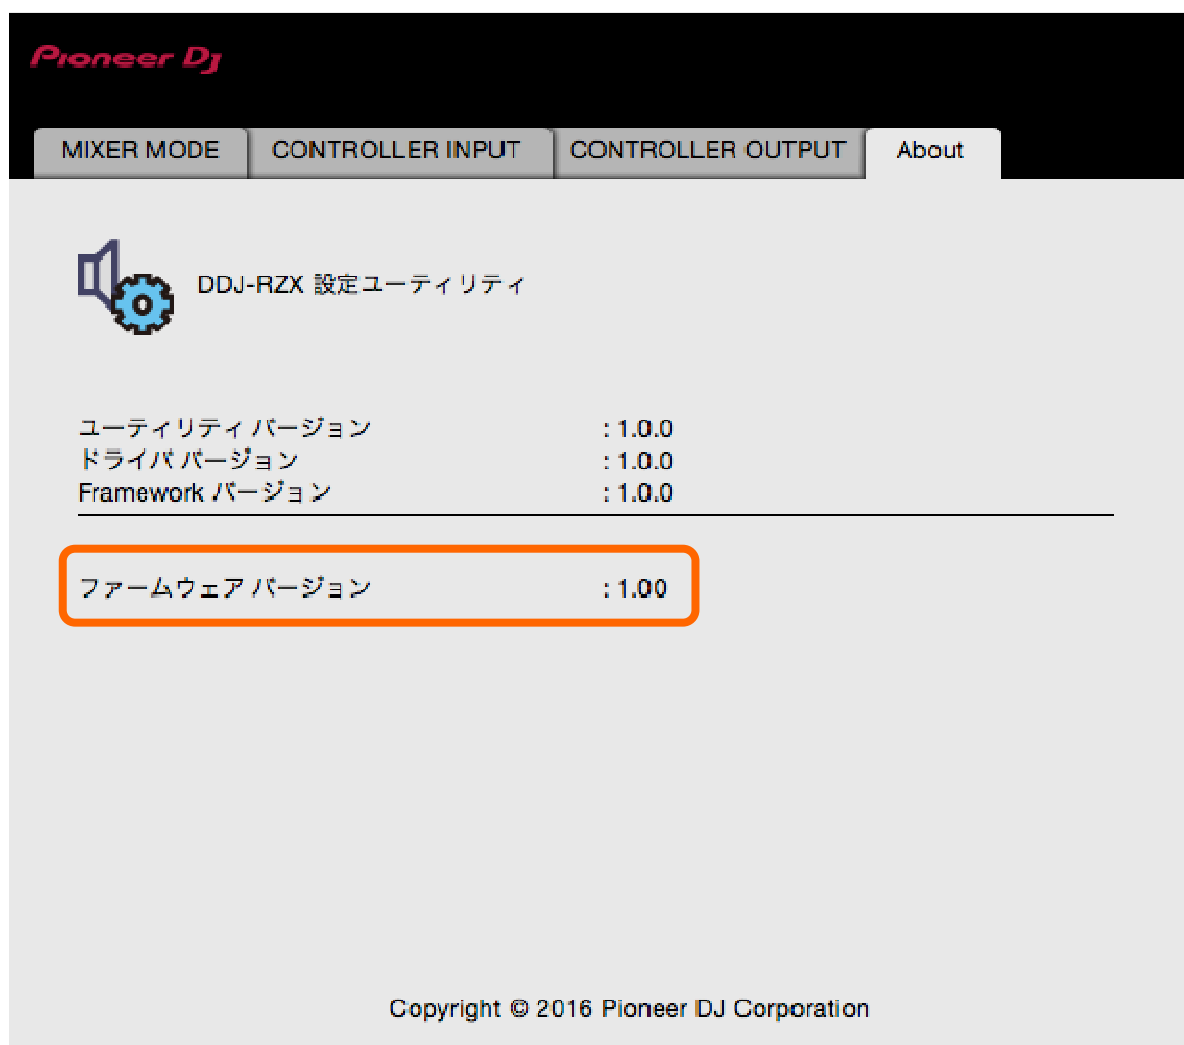 Pioneer Dj
MIXER MODE CONTROLLER INPUT CONTROLLER OUTPUT About
DDJ-RZX 設定ユーティリティ
ユーティリティ バージョン : 1.0.0
ドライバ バージョン : 1.0.0
Framework バージョン : 1.0.0
ファームウェア バージョン : 1.00
Copyright © 2016 Pioneer DJ Corporation